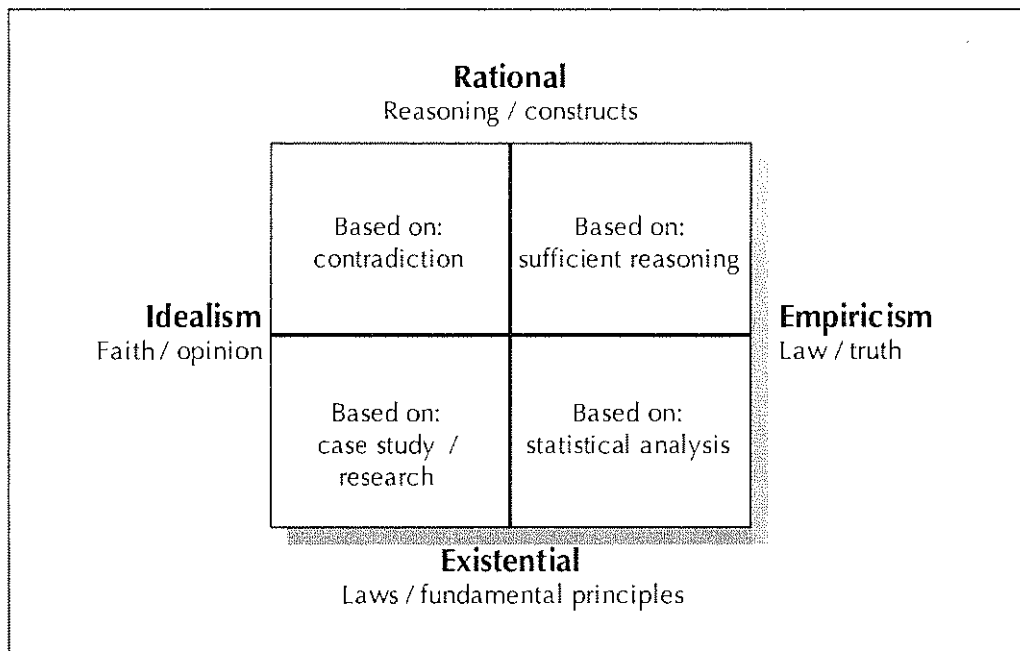 Rational
Reasoning / constructs
Based on:
contradiction
Based on:
sufficient reasoning
Idealism
Faith / opinion
Empiricism
Law / truth
Based on:
case study /
research
Based on:
statistical analysis
Existential
Laws / fundamental principles